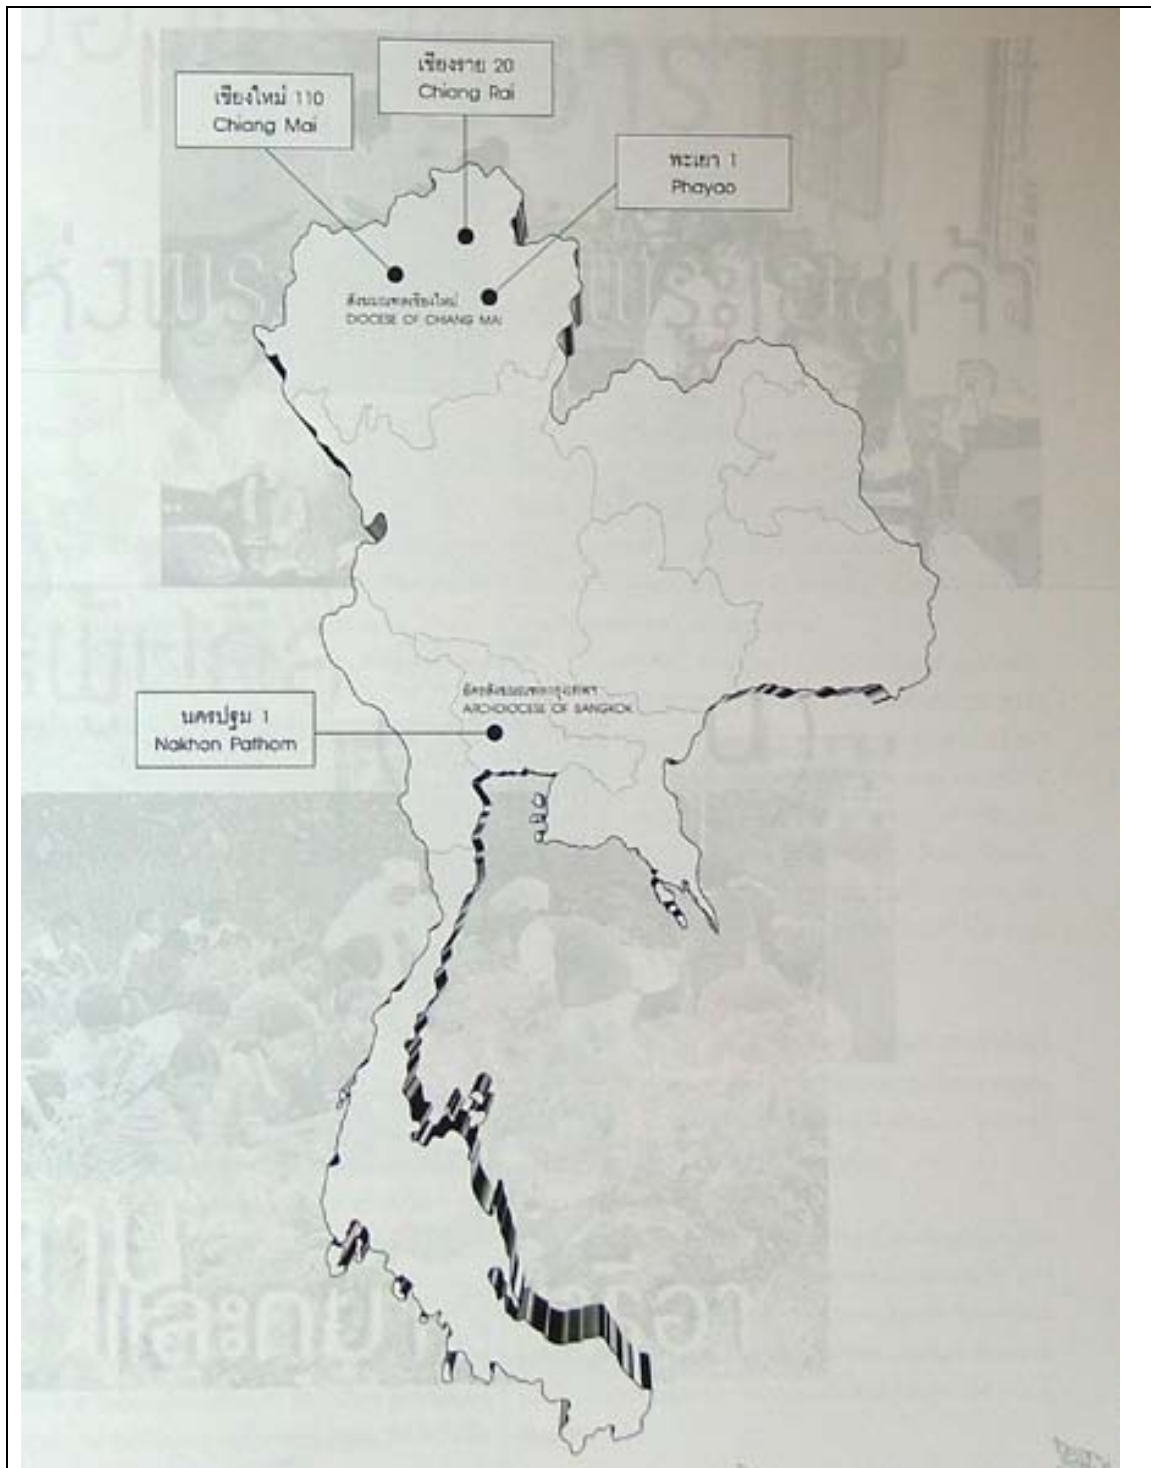 เชียงราย 20
Chiang Rai
เชียงใหม่ 110
Chiang Mai
พะเยา 1
Phayao
สังฆมณฑลเชียงใหม่
DIOCESE OF CHIANG MAI
อัครสังฆมณฑลกรุงเทพฯ
ARCHDIOCESE OF BANGKOK
นครปฐม 1
Nakhon Pathom